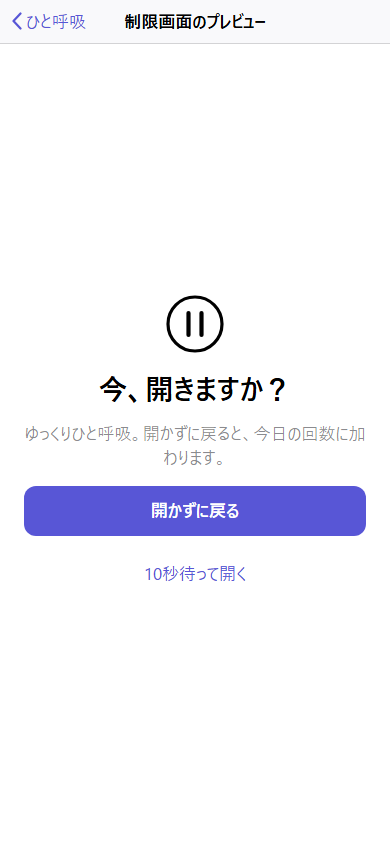 ひと呼吸
制限画面のプレビュー
今、開きますか？
ゆっくりひと呼吸。開かずに戻ると、今日の回数に加
わります。
開かずに戻る
10秒待って開く